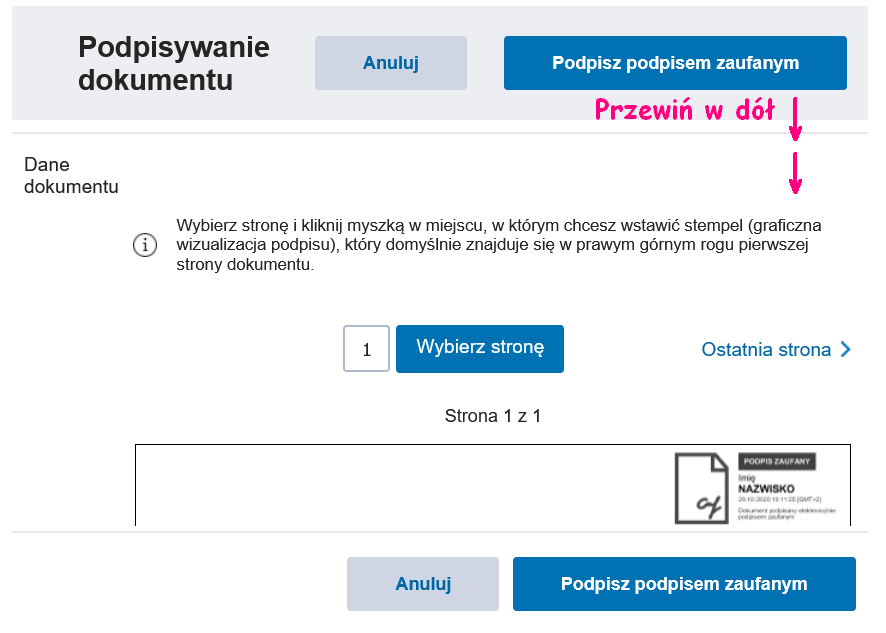 Podpisywanie
dokumentu
Anuluj
Podpisz podpisem zaufanym
Przewiń w dół
Dane
dokumentu
Wybierz stronę i kliknij myszką w miejscu, w którym chcesz wstawić stempel (graficzna
wizualizacja podpisu), który domyślnie znajduje się w prawym górnym rogu pierwszej
strony dokumentu.
1
Wybierz stronę
Ostatnia strona
Strona 1 z 1
PODPIS ZAUFANY
Imię
NAZWISKO
29.10.2020 10:11:25 [GMT+2]
Dokument podpisany elektronicznie
podpisem zaufanym
Anuluj
Podpisz podpisem zaufanym